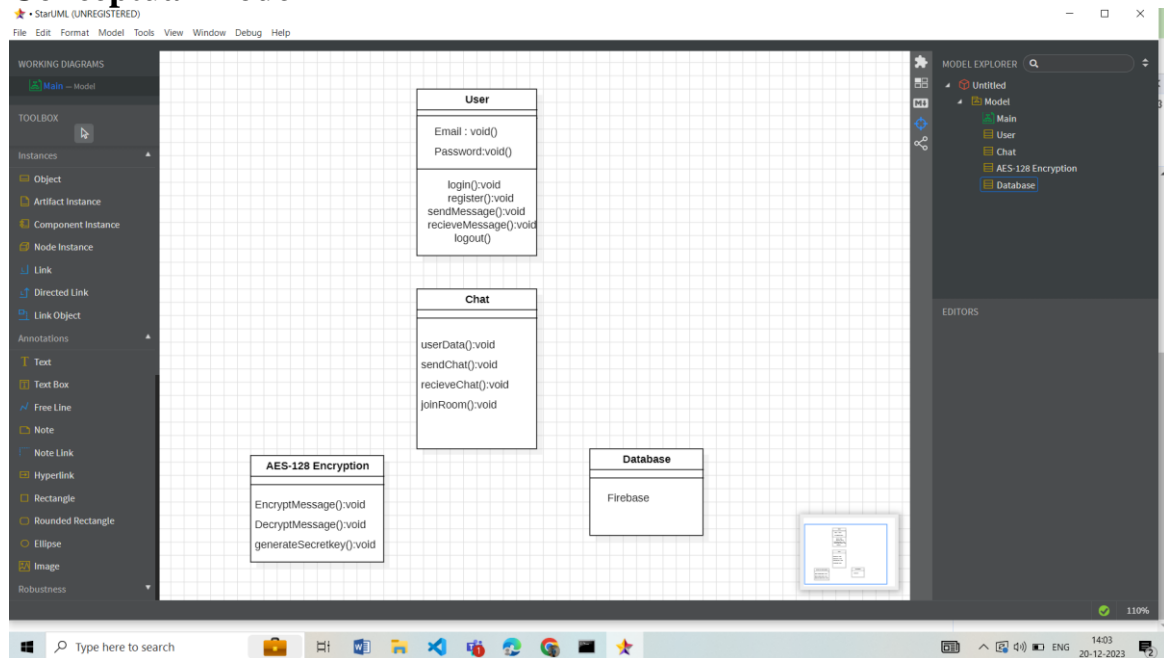 StarUML (UNREGISTERED)
File Edit Format Model Tools View Window Debug Help
WORKING DIAGRAMS
Main — Model
TOOLBOX
Instances
Object
Artifact Instance
Component Instance
Node Instance
Link
Directed Link
Link Object
Annotations
Text
Text Box
Free Line
Note
Note Link
Hyperlink
Rectangle
Rounded Rectangle
Ellipse
Image
Robustness
User
Email : void()
Password:void()
login():void
register():void
sendMessage():void
recieveMessage():void
logout()
Chat
userData():void
sendChat():void
recieveChat():void
joinRoom():void
AES-128 Encryption
EncryptMessage():void
DecryptMessage():void
generateSecretkey():void
Database
Firebase
MODEL EXPLORER
Untitled
Model
Main
User
Chat
AES-128 Encryption
Database
EDITORS
110%
Type here to search
ENG
14:03
20-12-2023
2